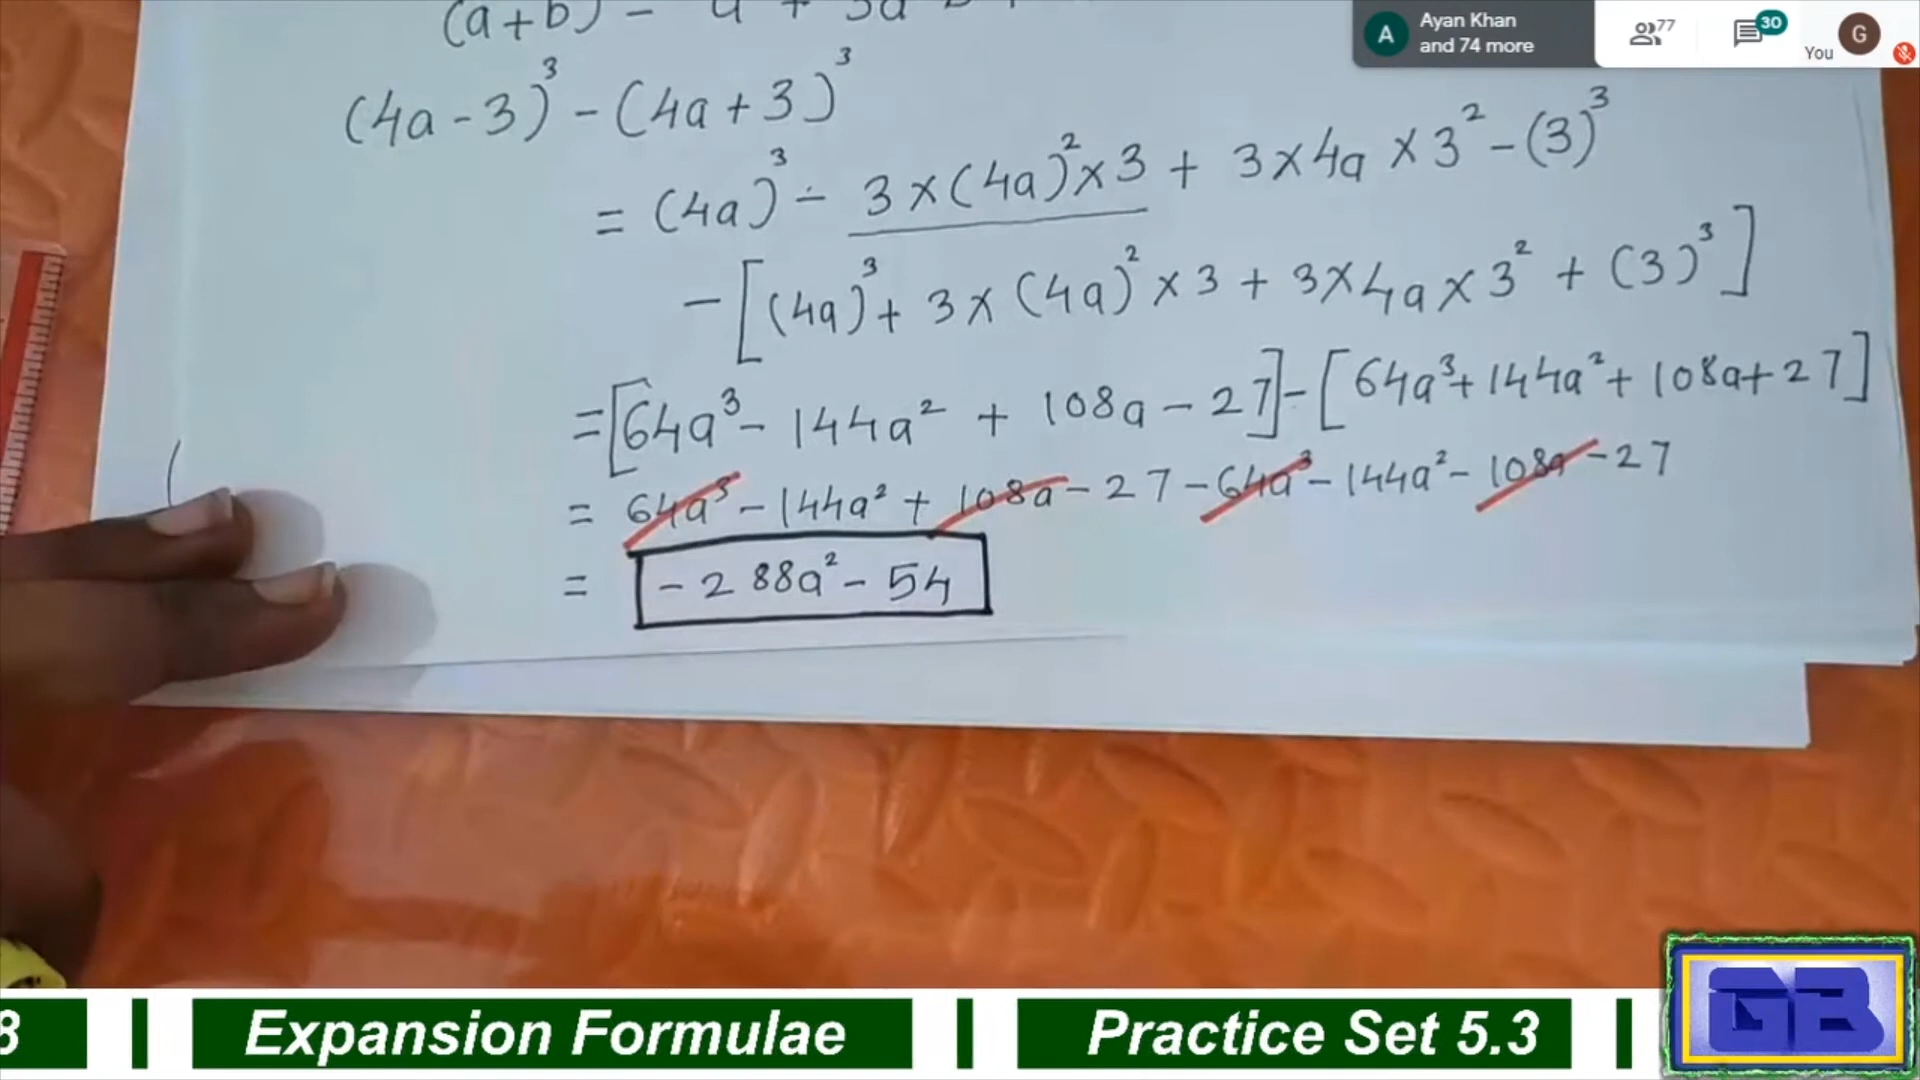 (a+b) -
(4a-3)³ - (4a+3)³
= (4a)³ - 3×(4a)²×3 + 3×4a×3² - (3)³
- [(4a)³ + 3×(4a)²×3 + 3×4a×3² + (3)³]
= [64a³ - 144a² + 108a - 27] - [64a³ + 144a² + 108a + 27]
= 64a³ - 144a² + 108a - 27 - 64a³ - 144a² - 108a - 27
= -288a² - 54
Ayan Khan
and 74 more
A
77
30
You
G
8 | Expansion Formulae | Practice Set 5.3 |
GB